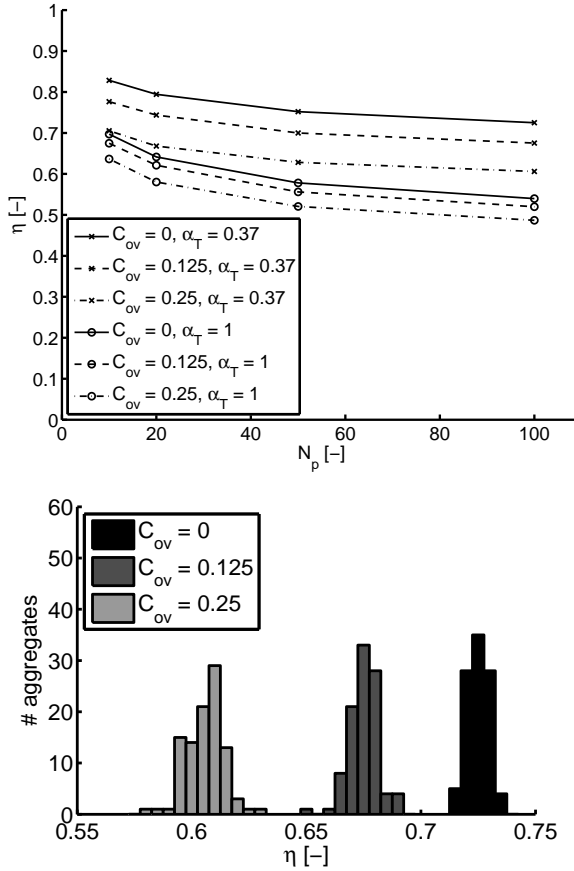 1
0.9
0.8
0.7
0.6
0.5
0.4
0.3
0.2
0.1
0
η [–]
C_ov = 0, α_T = 0.37
C_ov = 0.125, α_T = 0.37
C_ov = 0.25, α_T = 0.37
C_ov = 0, α_T = 1
C_ov = 0.125, α_T = 1
C_ov = 0.25, α_T = 1
0 20 40 60 80 100
N_p [–]
60
50
40
30
20
10
0
# aggregates
C_ov = 0
C_ov = 0.125
C_ov = 0.25
0.55 0.6 0.65 0.7 0.75
η [–]